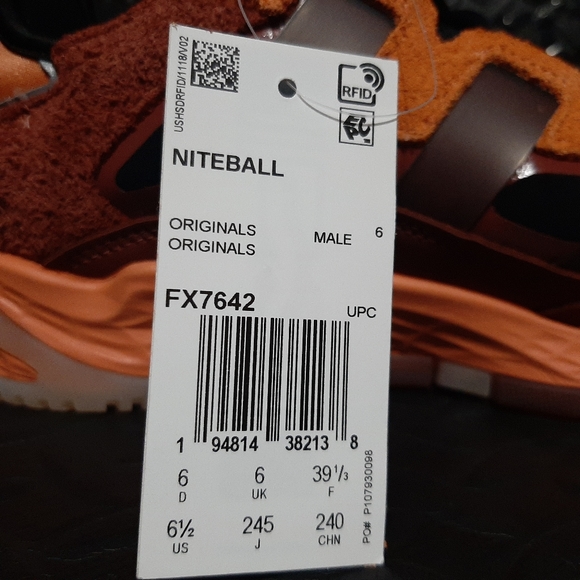 USHSDRFID/1118/V02
RFID
EPC
NITEBALL
ORIGINALS
ORIGINALS
MALE 6
FX7642
UPC
1 94814 38213 8
6 6 39 1/3
D UK F
6½ 245 240
US J CHN
PO# P107930098